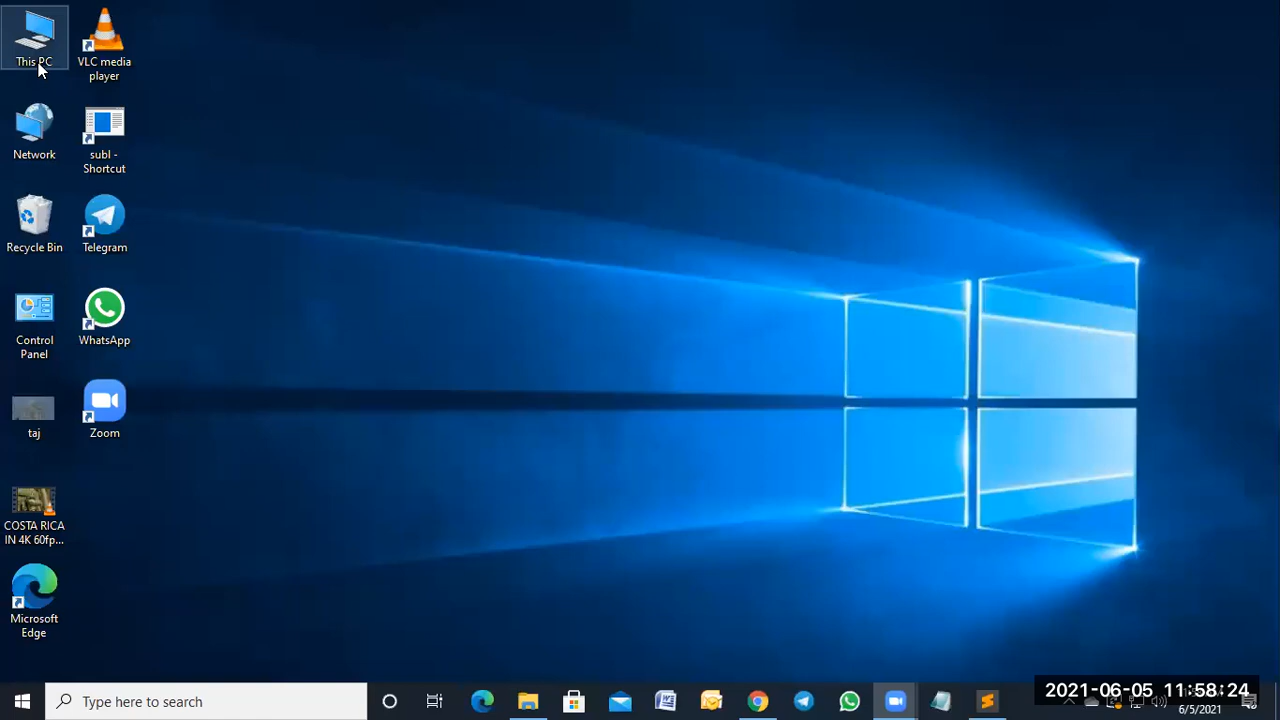 This PC
VLC media
player
Network
subl -
Shortcut
Recycle Bin
Telegram
Control
Panel
WhatsApp
taj
Zoom
COSTA RICA
IN 4K 60fp...
Microsoft
Edge
Type here to search
2021-06-05 11:58:24
6/5/2021